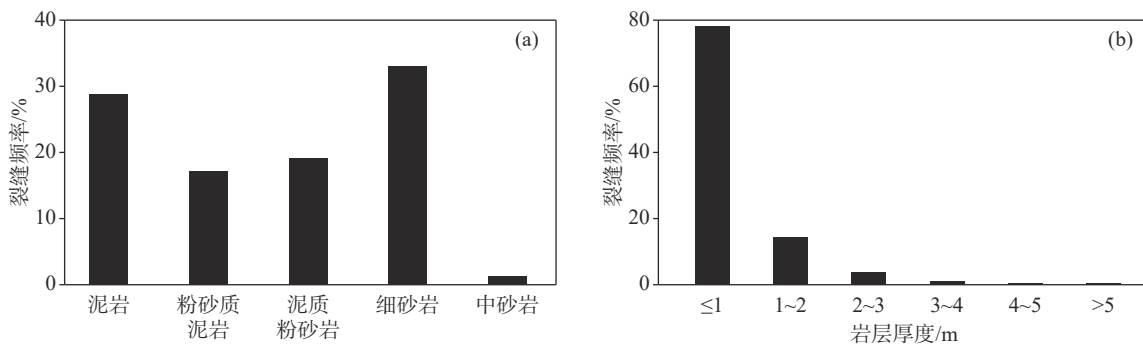 (a)
裂缝频率/%
40
30
20
10
0
泥岩
粉砂质
泥岩
泥质
粉砂岩
细砂岩
中砂岩
(b)
裂缝频率/%
80
60
40
20
0
≤1
1~2
2~3
3~4
4~5
>5
岩层厚度/m